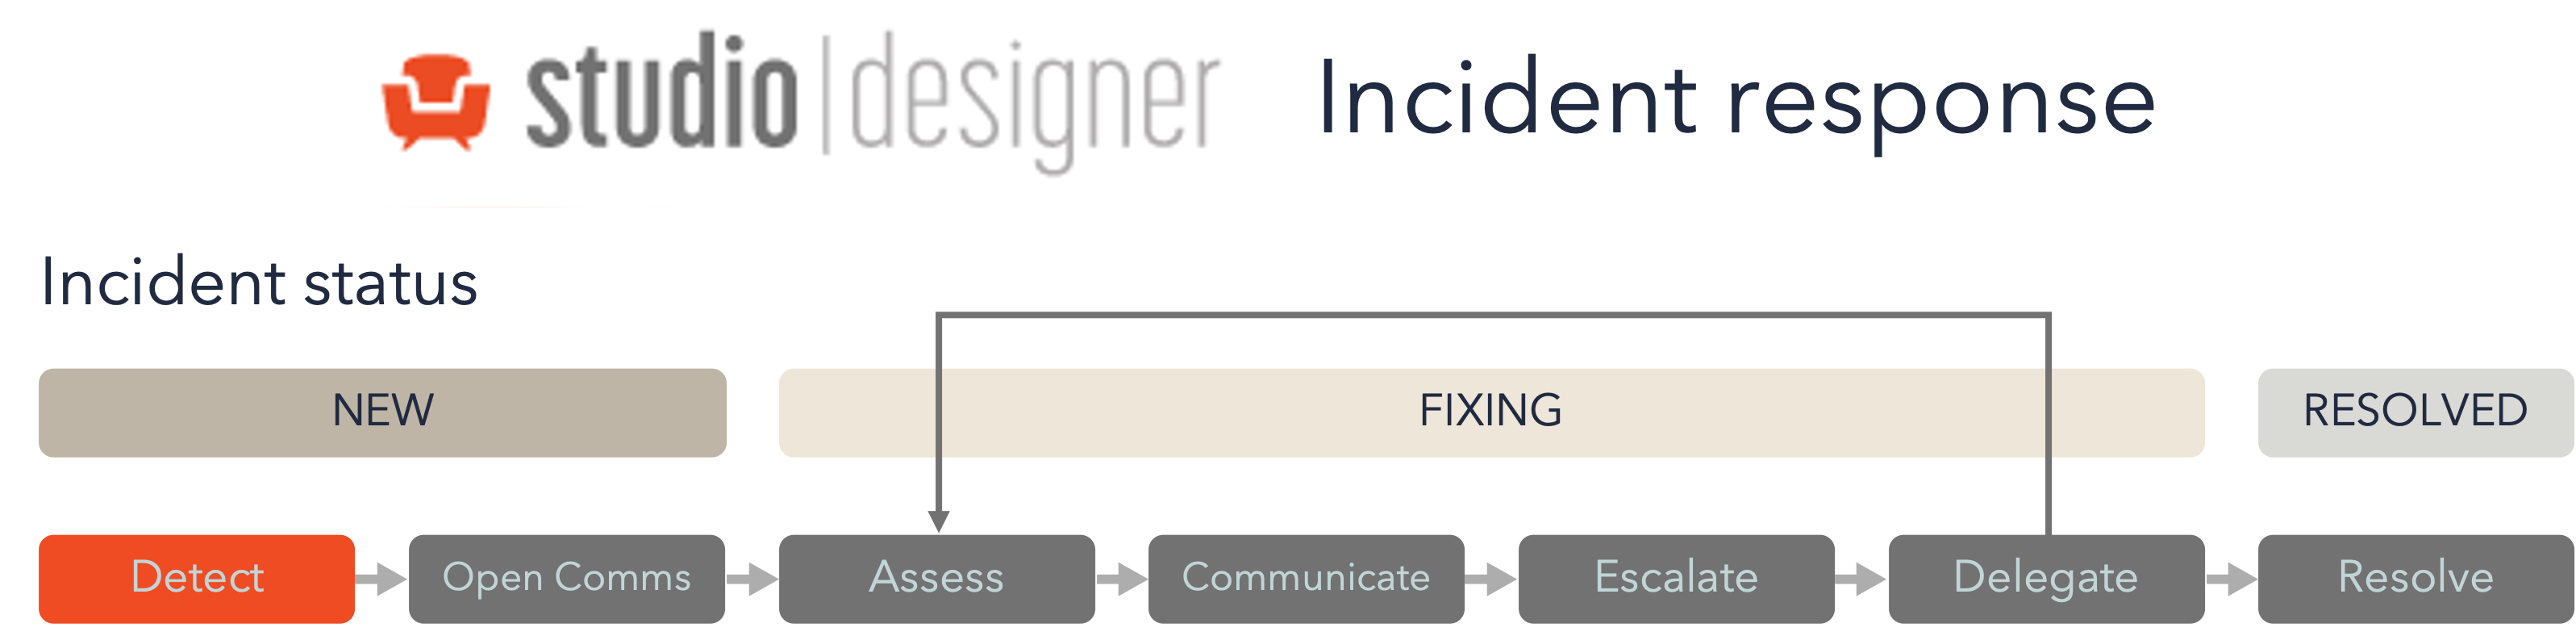 studio|designer Incident response
Incident status
NEW FIXING RESOLVED
Detect Open Comms Assess Communicate Escalate Delegate Resolve